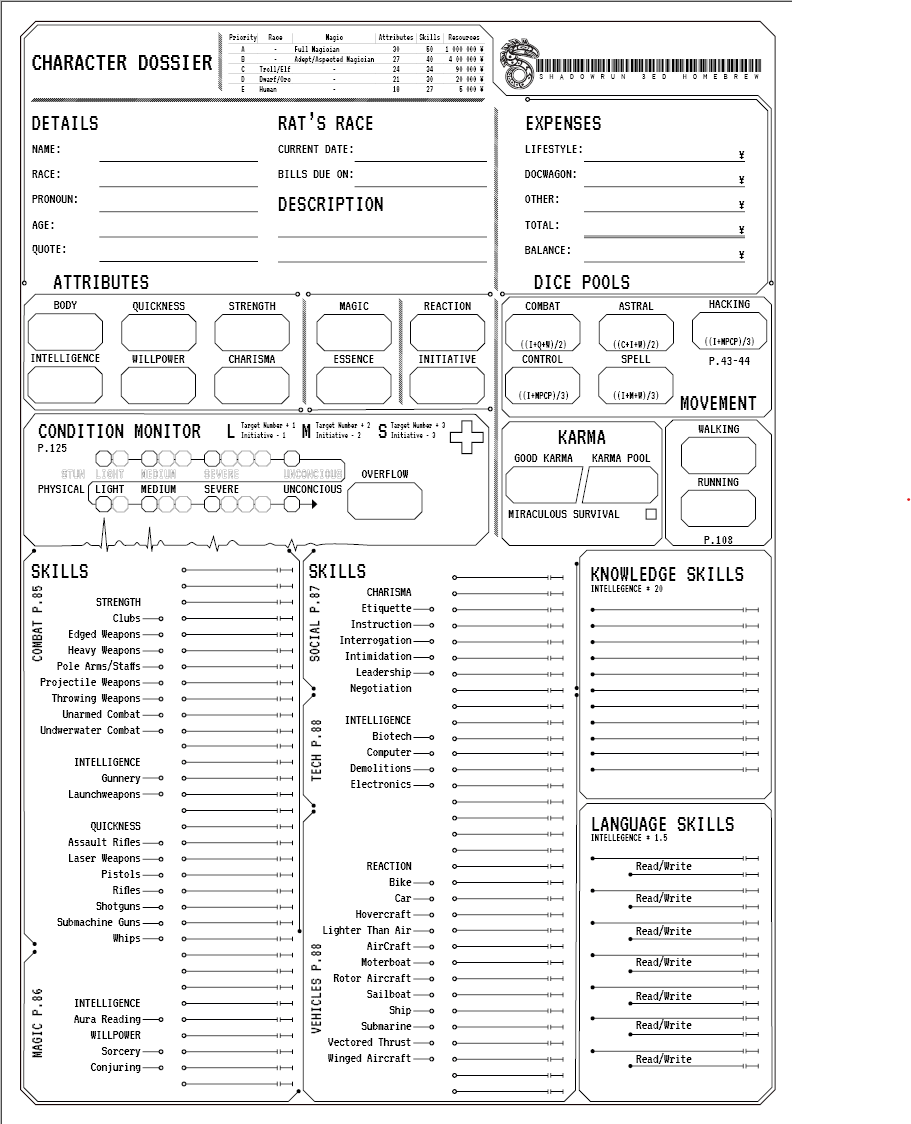 CHARACTER DOSSIER
Priority Race Magic Attributes Skills Resources
A - Full Magician 30 50 1 000 000 ¥
B - Adept/Aspected Magician 27 40 4 00 000 ¥
C Troll/Elf - 24 34 90 000 ¥
D Dwarf/Orc - 21 30 20 000 ¥
E Human - 18 27 5 000 ¥
SHADOWRUN 3ED HOMEBREW
DETAILS
NAME:
RACE:
PRONOUN:
AGE:
QUOTE:
RAT'S RACE
CURRENT DATE:
BILLS DUE ON:
DESCRIPTION
EXPENSES
LIFESTYLE: ¥
DOCWAGON: ¥
OTHER: ¥
TOTAL: ¥
BALANCE: ¥
ATTRIBUTES
BODY QUICKNESS STRENGTH MAGIC REACTION
INTELLIGENCE WILLPOWER CHARISMA ESSENCE INITIATIVE
DICE POOLS
COMBAT ASTRAL HACKING
((I+Q+W)/2) ((C+I+W)/2) ((I+MPCP)/3)
CONTROL SPELL P.43-44
((I+MPCP)/3) ((I+M+W)/3)
CONDITION MONITOR
P.125
L Target Number + 1
Initiative - 1
M Target Number + 2
Initiative - 2
S Target Number + 3
Initiative - 3
STUN LIGHT MEDIUM SEVERE UNCONCIOUS
PHYSICAL LIGHT MEDIUM SEVERE UNCONCIOUS
OVERFLOW
KARMA
GOOD KARMA KARMA POOL
MIRACULOUS SURVIVAL
MOVEMENT
WALKING
RUNNING
P.108
SKILLS
COMBAT P.85
STRENGTH
Clubs
Edged Weapons
Heavy Weapons
Pole Arms/Staffs
Projectile Weapons
Throwing Weapons
Unarmed Combat
Undwerwater Combat
INTELLIGENCE
Gunnery
Launchweapons
QUICKNESS
Assault Rifles
Laser Weapons
Pistols
Rifles
Shotguns
Submachine Guns
Whips
MAGIC P.86
INTELLIGENCE
Aura Reading
WILLPOWER
Sorcery
Conjuring
SKILLS
SOCIAL P.87
CHARISMA
Etiquette
Instruction
Interrogation
Intimidation
Leadership
Negotiation
TECH P.88
INTELLIGENCE
Biotech
Computer
Demolitions
Electronics
VEHICLES P.88
REACTION
Bike
Car
Hovercraft
Lighter Than Air
AirCraft
Moterboat
Rotor Aircraft
Sailboat
Ship
Submarine
Vectored Thrust
Winged Aircraft
KNOWLEDGE SKILLS
INTELLEGENCE * 20
LANGUAGE SKILLS
INTELLEGENCE * 1.5
Read/Write
Read/Write
Read/Write
Read/Write
Read/Write
Read/Write
Read/Write